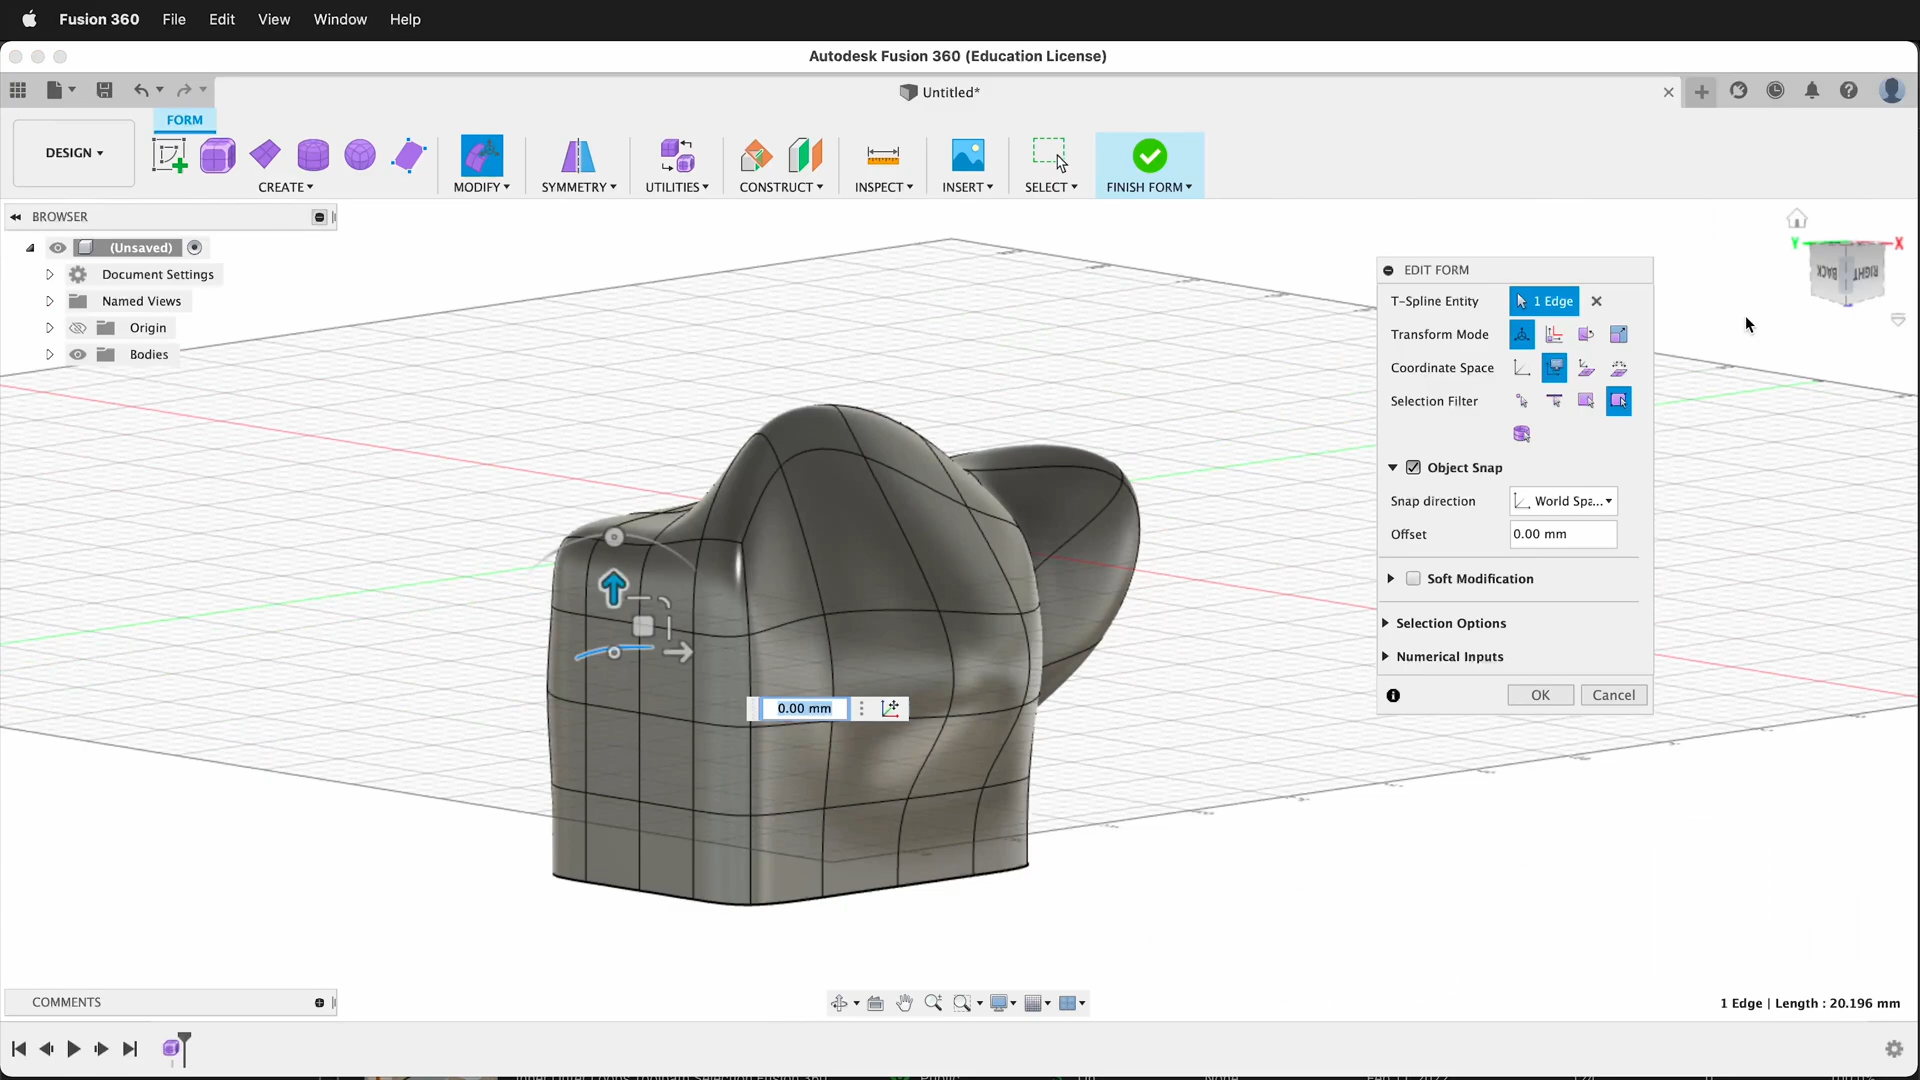 Fusion 360 File Edit View Window Help
Autodesk Fusion 360 (Education License)
Untitled*
FORM
DESIGN
CREATE MODIFY SYMMETRY UTILITIES CONSTRUCT INSPECT INSERT SELECT FINISH FORM
BROWSER
(Unsaved)
Document Settings
Named Views
Origin
Bodies
Y X
BACK RIGHT
EDIT FORM
T-Spline Entity 1 Edge
Transform Mode
Coordinate Space
Selection Filter
Object Snap
Snap direction World Spa...
Offset 0.00 mm
Soft Modification
Selection Options
Numerical Inputs
OK Cancel
0.00 mm
COMMENTS
1 Edge | Length : 20.196 mm